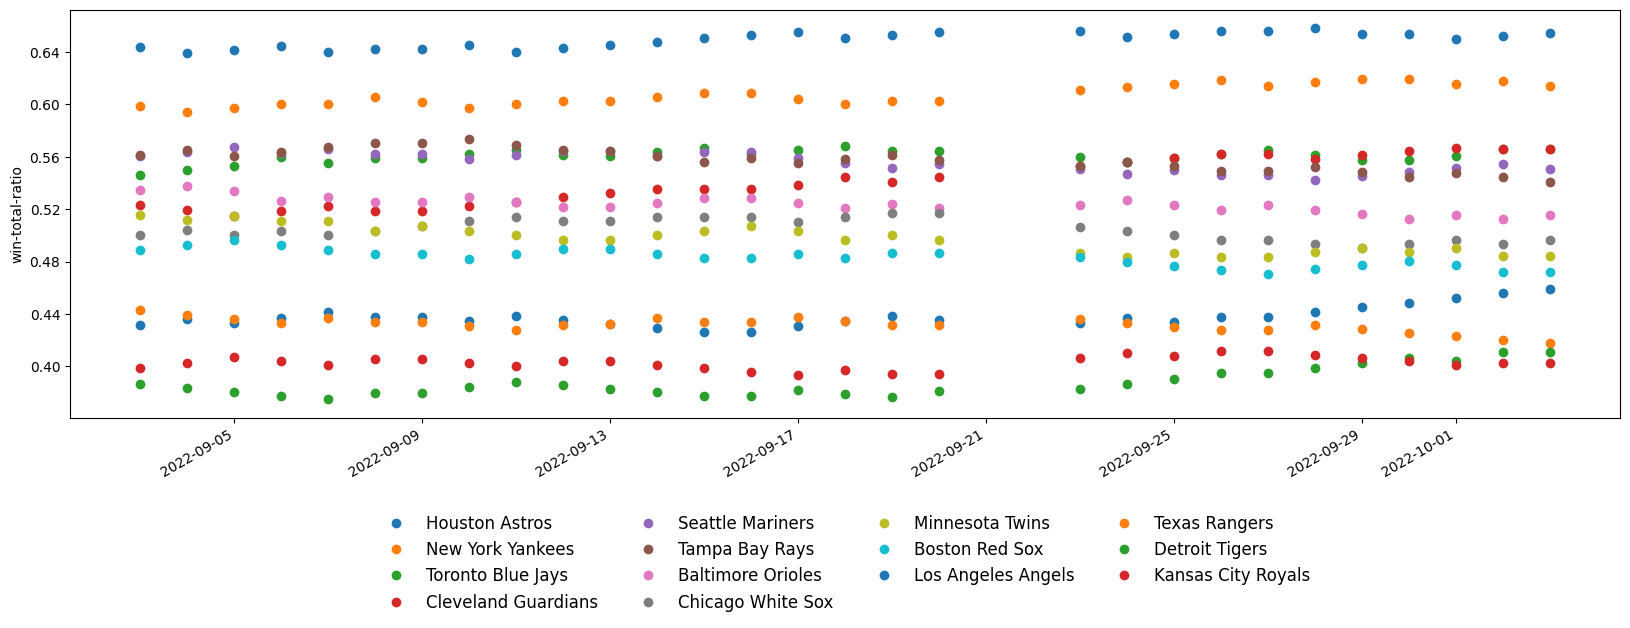 win-total-ratio
0.64
0.60
0.56
0.52
0.48
0.44
0.40
2022-09-05
2022-09-09
2022-09-13
2022-09-17
2022-09-21
2022-09-25
2022-09-29
2022-10-01
Houston Astros
New York Yankees
Toronto Blue Jays
Cleveland Guardians
Seattle Mariners
Tampa Bay Rays
Baltimore Orioles
Chicago White Sox
Minnesota Twins
Boston Red Sox
Los Angeles Angels
Texas Rangers
Detroit Tigers
Kansas City Royals